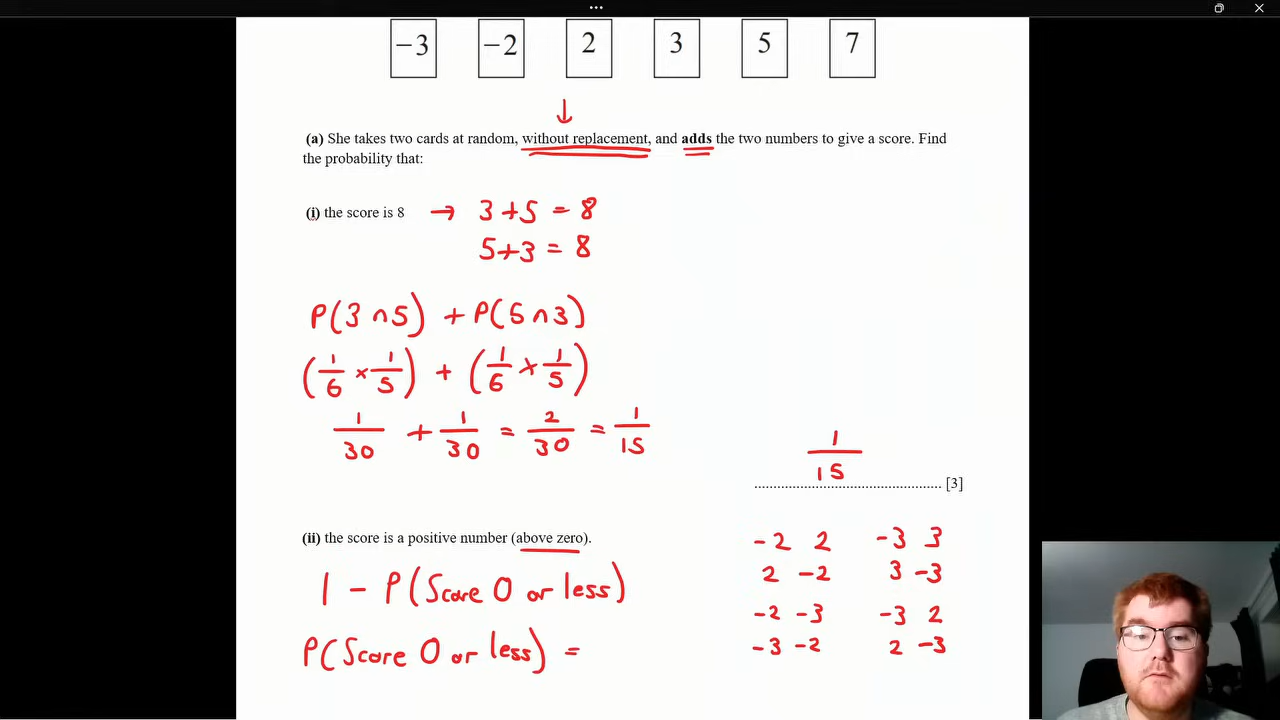 -3 -2 2 3 5 7
(a) She takes two cards at random, without replacement, and adds the two numbers to give a score. Find
the probability that:
(i) the score is 8 → 3 + 5 = 8
5 + 3 = 8
P(3 ∩ 5) + P(5 ∩ 3)
(1/6 × 1/5) + (1/6 × 1/5)
1/30 + 1/30 = 2/30 = 1/15
1/15
[3]
(ii) the score is a positive number (above zero).
-2 2 -3 3
2 -2 3 -3
1 - P(Score 0 or less)
-2 -3 -3 2
P(Score 0 or less) =
-3 -2 2 -3